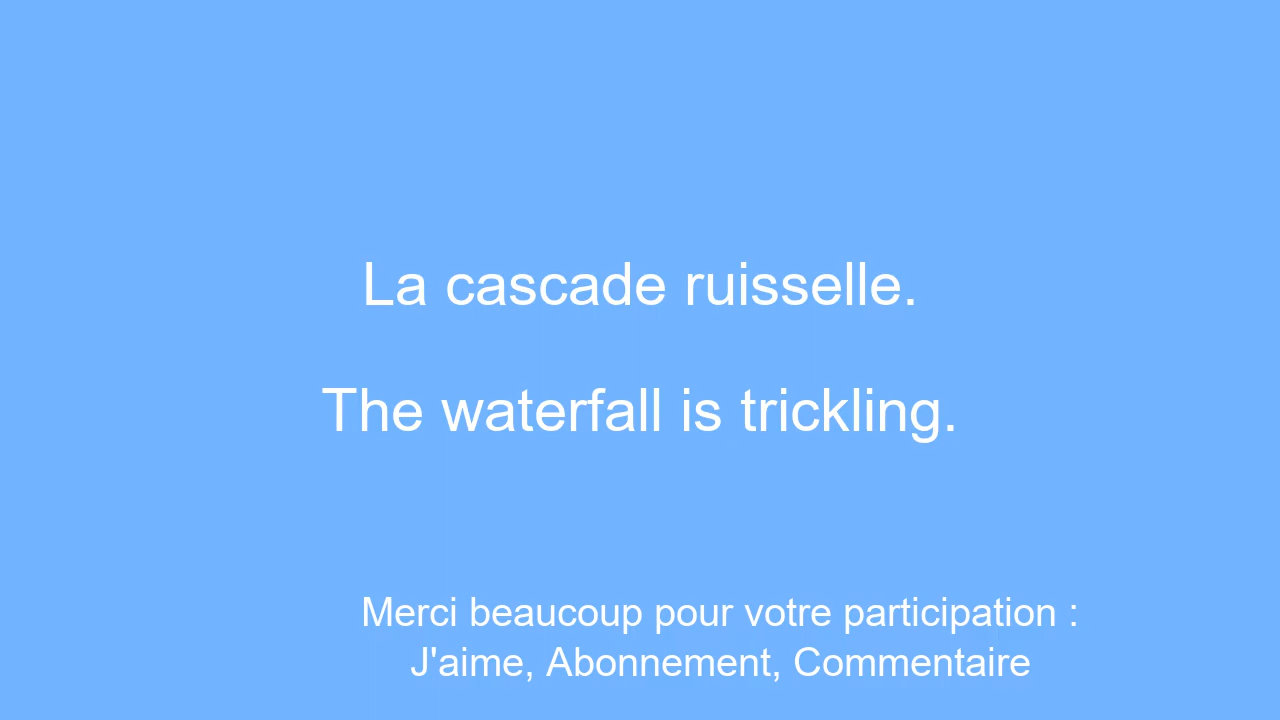 La cascade ruisselle.
The waterfall is trickling.
Merci beaucoup pour votre participation :
J'aime, Abonnement, Commentaire